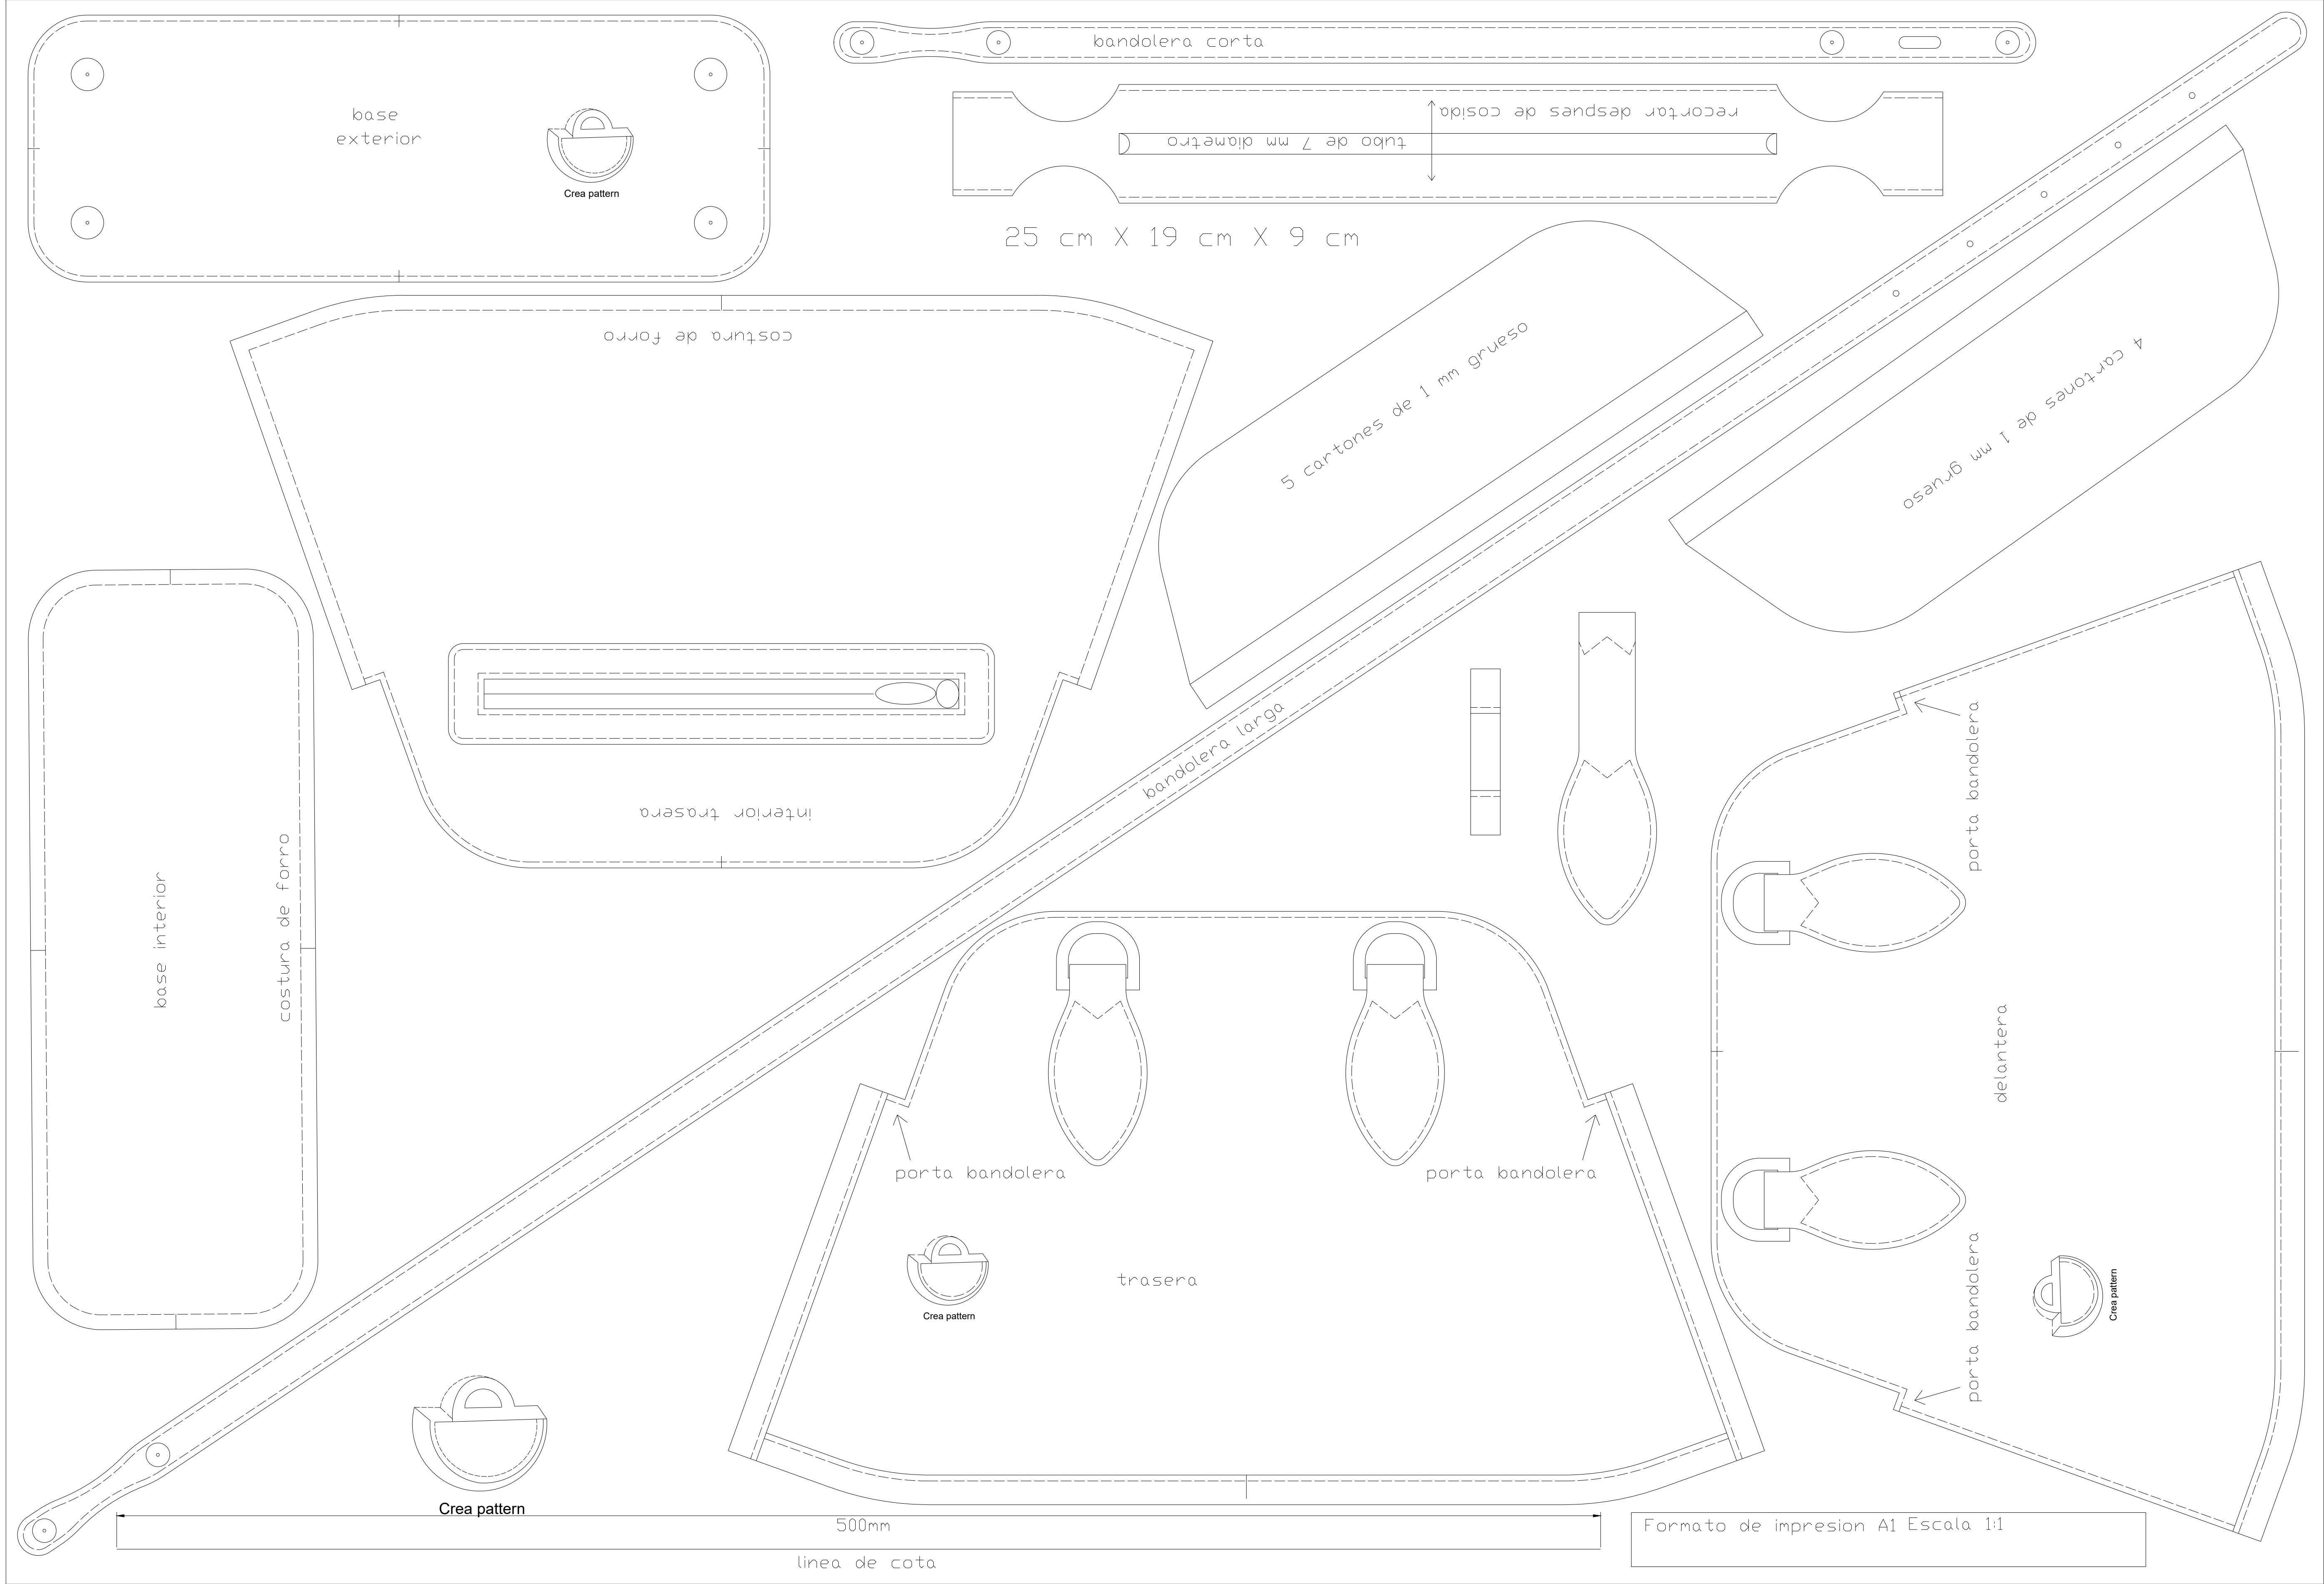 base
exterior
Crea pattern
bandolera corta
recortar despues de cosida
tubo de 7 mm diametro
25 cm X 19 cm X 9 cm
costura de forro
5 cartones de 1 mm grueso
4 cartones de 1 mm grueso
interior trasera
bandolera larga
base interior
costura de forro
porta bandolera
delantera
porta bandolera
Crea pattern
porta bandolera
porta bandolera
trasera
Crea pattern
Crea pattern
500mm
linea de cota
Formato de impresion A1 Escala 1:1